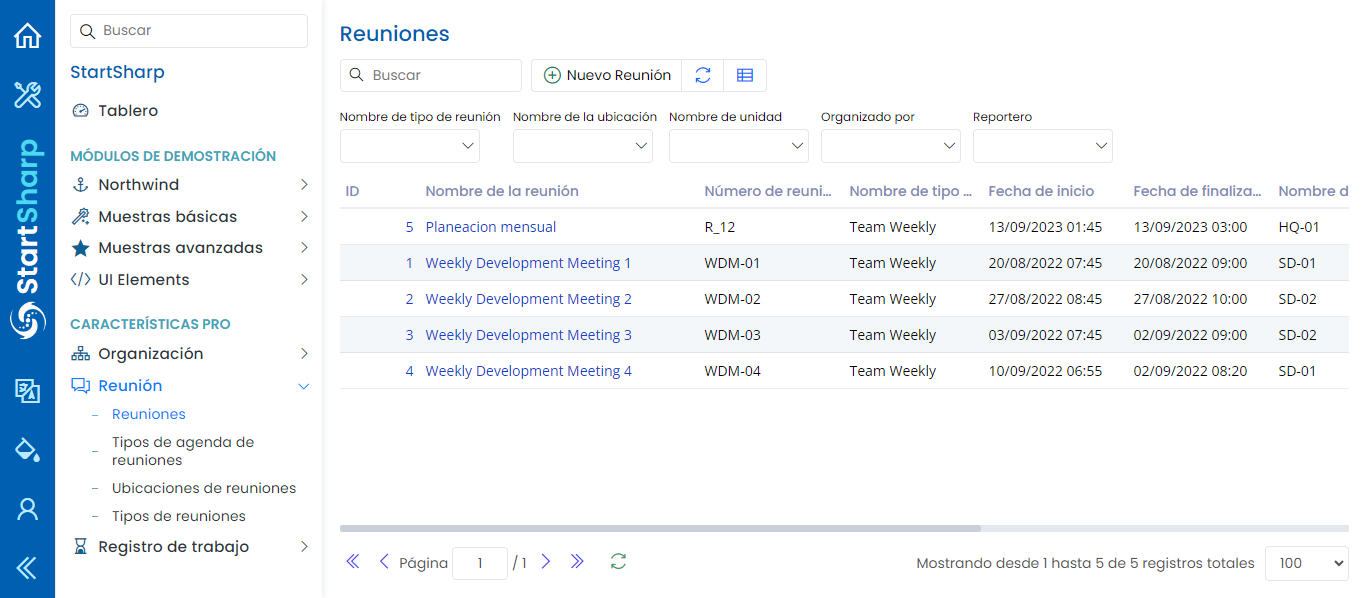 StartSharp
Buscar
StartSharp
Tablero
MÓDULOS DE DEMOSTRACIÓN
Northwind
Muestras básicas
Muestras avanzadas
UI Elements
CARACTERÍSTICAS PRO
Organización
Reunión
Reuniones
Tipos de agenda de
reuniones
Ubicaciones de reuniones
Tipos de reuniones
Registro de trabajo
Reuniones
Buscar
Nuevo Reunión
Nombre de tipo de reunión Nombre de la ubicación Nombre de unidad Organizado por Reportero
ID Nombre de la reunión Número de reuni... Nombre de tipo ... Fecha de inicio Fecha de finaliza... Nombre d
5 Planeacion mensual R_12 Team Weekly 13/09/2023 01:45 13/09/2023 03:00 HQ-01
1 Weekly Development Meeting 1 WDM-01 Team Weekly 20/08/2022 07:45 20/08/2022 09:00 SD-01
2 Weekly Development Meeting 2 WDM-02 Team Weekly 27/08/2022 08:45 27/08/2022 10:00 SD-02
3 Weekly Development Meeting 3 WDM-03 Team Weekly 03/09/2022 07:45 02/09/2022 09:00 SD-02
4 Weekly Development Meeting 4 WDM-04 Team Weekly 10/09/2022 06:55 02/09/2022 08:20 SD-01
Página 1 / 1 Mostrando desde 1 hasta 5 de 5 registros totales 100